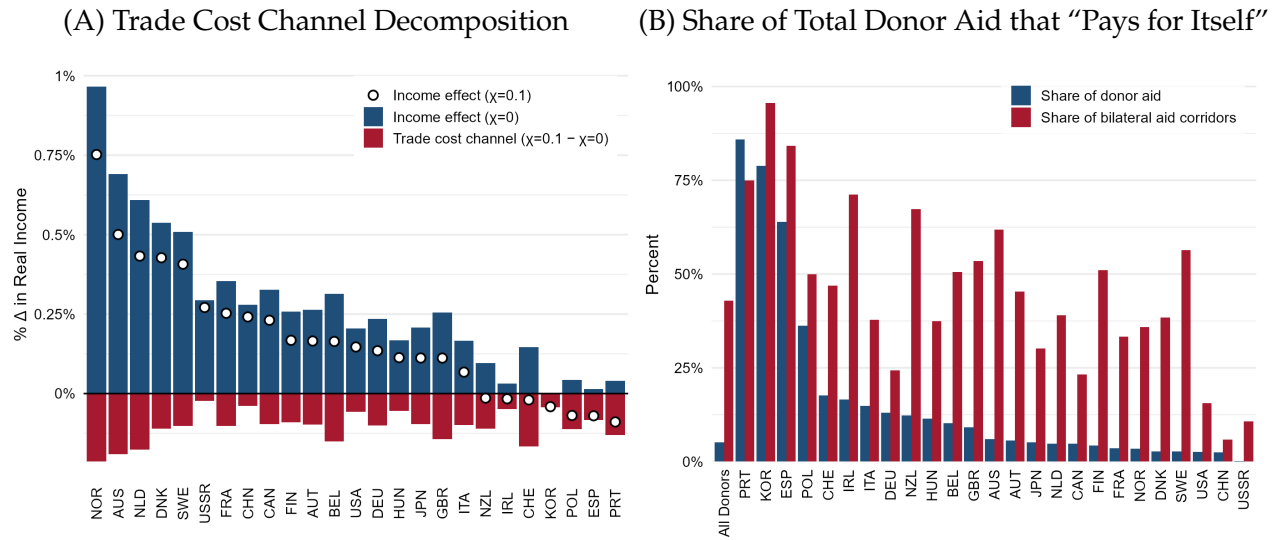 (A) Trade Cost Channel Decomposition
1%
0.75%
0.5%
0.25%
0%
% Δ in Real Income
Income effect (χ=0.1)
Income effect (χ=0)
Trade cost channel (χ=0.1 − χ=0)
NOR
AUS
NLD
DNK
SWE
USSR
FRA
CHN
CAN
FIN
AUT
BEL
USA
DEU
HUN
JPN
GBR
ITA
NZL
IRL
CHE
KOR
POL
ESP
PRT
(B) Share of Total Donor Aid that “Pays for Itself”
100%
75%
50%
25%
0%
Percent
Share of donor aid
Share of bilateral aid corridors
All Donors
PRT
KOR
ESP
POL
CHE
IRL
ITA
DEU
NZL
HUN
BEL
GBR
AUS
AUT
JPN
NLD
CAN
FIN
FRA
NOR
DNK
SWE
USA
CHN
USSR